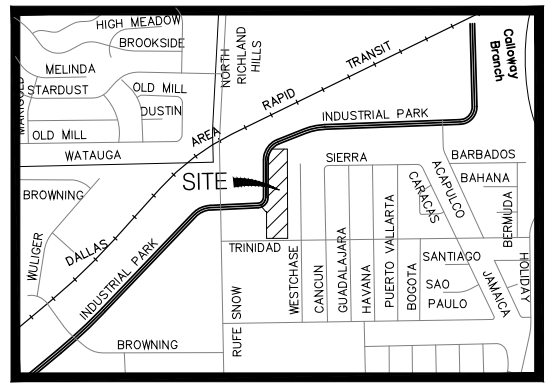 HIGH MEADOW
BROOKSIDE
MELINDA
STARDUST
OLD MILL
DUSTIN
OLD MILL
WATAUGA
NORTH
RICHLAND
HILLS
DALLAS
AREA
RAPID
TRANSIT
Calloway
Branch
INDUSTRIAL PARK
SITE
SIERRA
BARBADOS
BAHANA
ACAPULCO
CARACAS
BERMUDA
BROWNING
WULIGER
INDUSTRIAL PARK
TRINIDAD
WESTCHASE
CANCUN
GUADALAJARA
HAVANA
PUERTO VALLARTA
BOGOTA
SANTIAGO
SAO
PAULO
JAMAICA
HOLIDAY
RUFE SNOW
BROWNING